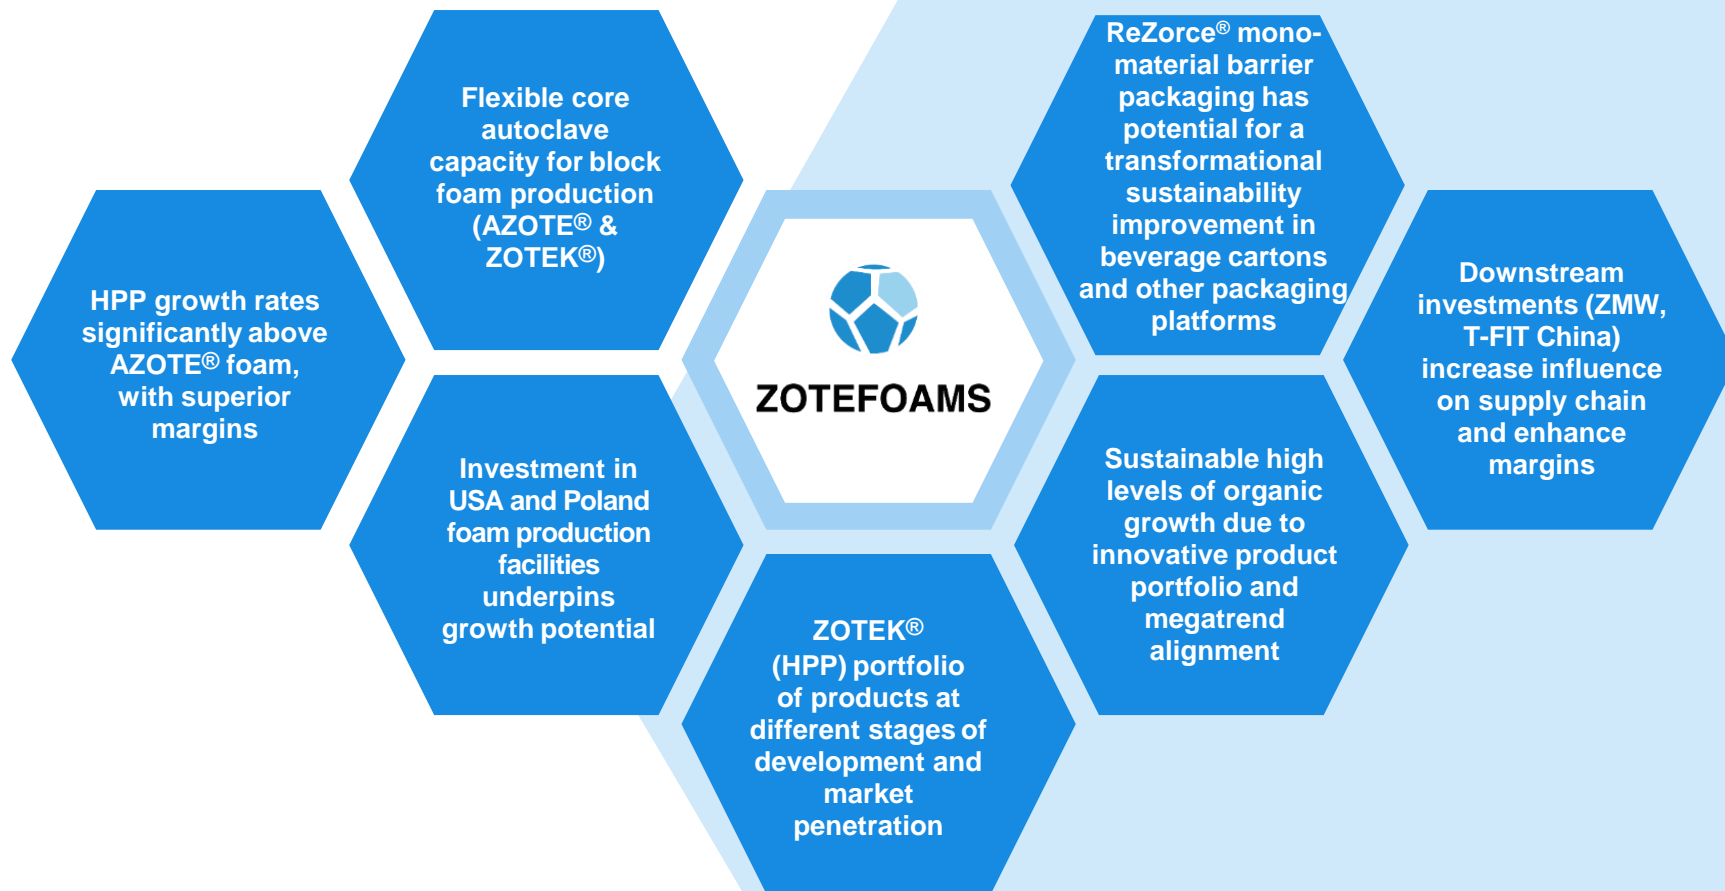 HPP growth rates
significantly above
AZOTE® foam,
with superior
margins
Flexible core
autoclave
capacity for block
foam production
(AZOTE® &
ZOTEK®)
Investment in
USA and Poland
foam production
facilities
underpins
growth potential
ZOTEFOAMS
ZOTEK®
(HPP) portfolio
of products at
different stages of
development and
market
penetration
ReZorce® mono-
material barrier
packaging has
potential for a
transformational
sustainability
improvement in
beverage cartons
and other packaging
platforms
Sustainable high
levels of organic
growth due to
innovative product
portfolio and
megatrend
alignment
Downstream
investments (ZMW,
T-FIT China)
increase influence
on supply chain
and enhance
margins